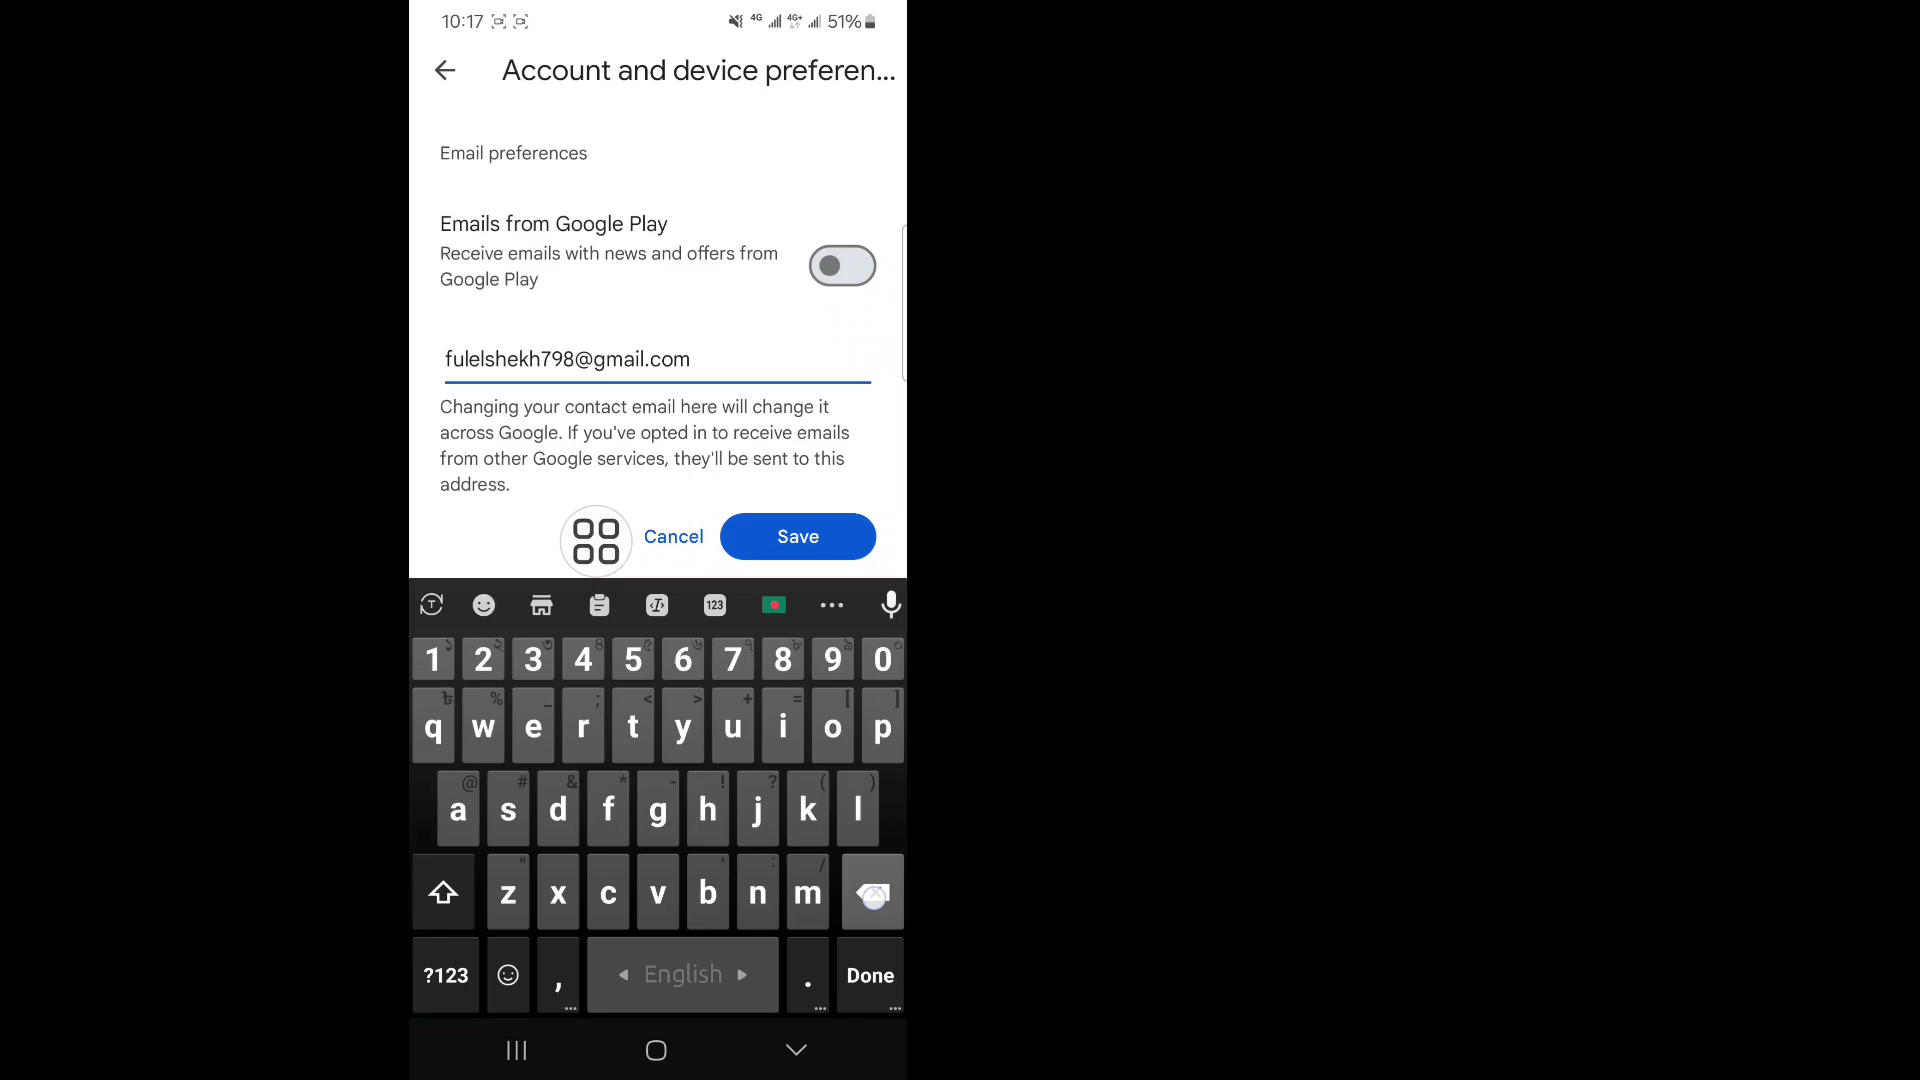 10:17 4G 4G+ 51%
Account and device preferen...
Email preferences
Emails from Google Play
Receive emails with news and offers from
Google Play
fulelshekh798@gmail.com
Changing your contact email here will change it
across Google. If you've opted in to receive emails
from other Google services, they'll be sent to this
address.
Cancel Save
T 123
1 2 3 4 5 6 7 8 9 0
% _ ; < > + = [ ]
q w e r t y u i o p
@ # & * - ! ? ( )
a s d f g h j k l
" ' : /
z x c v b n m
?123 , English . Done